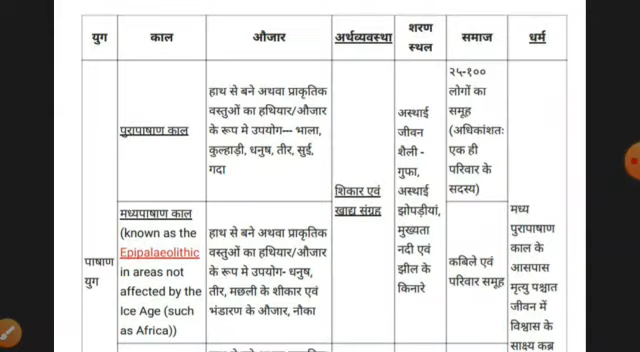 युग
काल
औजार
अर्थव्यवस्था
शरण
स्थल
समाज
धर्म
पाषाण
युग
पुरापाषाण काल
हाथ से बने अथवा प्राकृतिक
वस्तुओं का हथियार/औजार
के रूप मे उपयोग--- भाला,
कुल्हाड़ी, धनुष, तीर, सुई,
गदा
शिकार एवं
खाद्य संग्रह
अस्थाई
जीवन
शैली -
गुफा,
अस्थाई
झोपड़ीयां,
मुख्यता
नदी एवं
झील के
किनारे
२५-१००
लोगों का
समूह
(अधिकांशतः
एक ही
परिवार के
सदस्य)
मध्यपाषाण काल
(known as the
Epipalaeolithic
in areas not
affected by the
Ice Age (such
as Africa))
हाथ से बने अथवा प्राकृतिक
वस्तुओं का हथियार/औजार
के रूप मे उपयोग- धनुष,
तीर, मछली के शीकार एवं
भंडारण के औजार, नौका
कबिले एवं
परिवार समूह
मध्य
पुरापाषाण
काल के
आसपास
मृत्यु पश्चात
जीवन में
विश्वास के
साक्ष्य कब्र